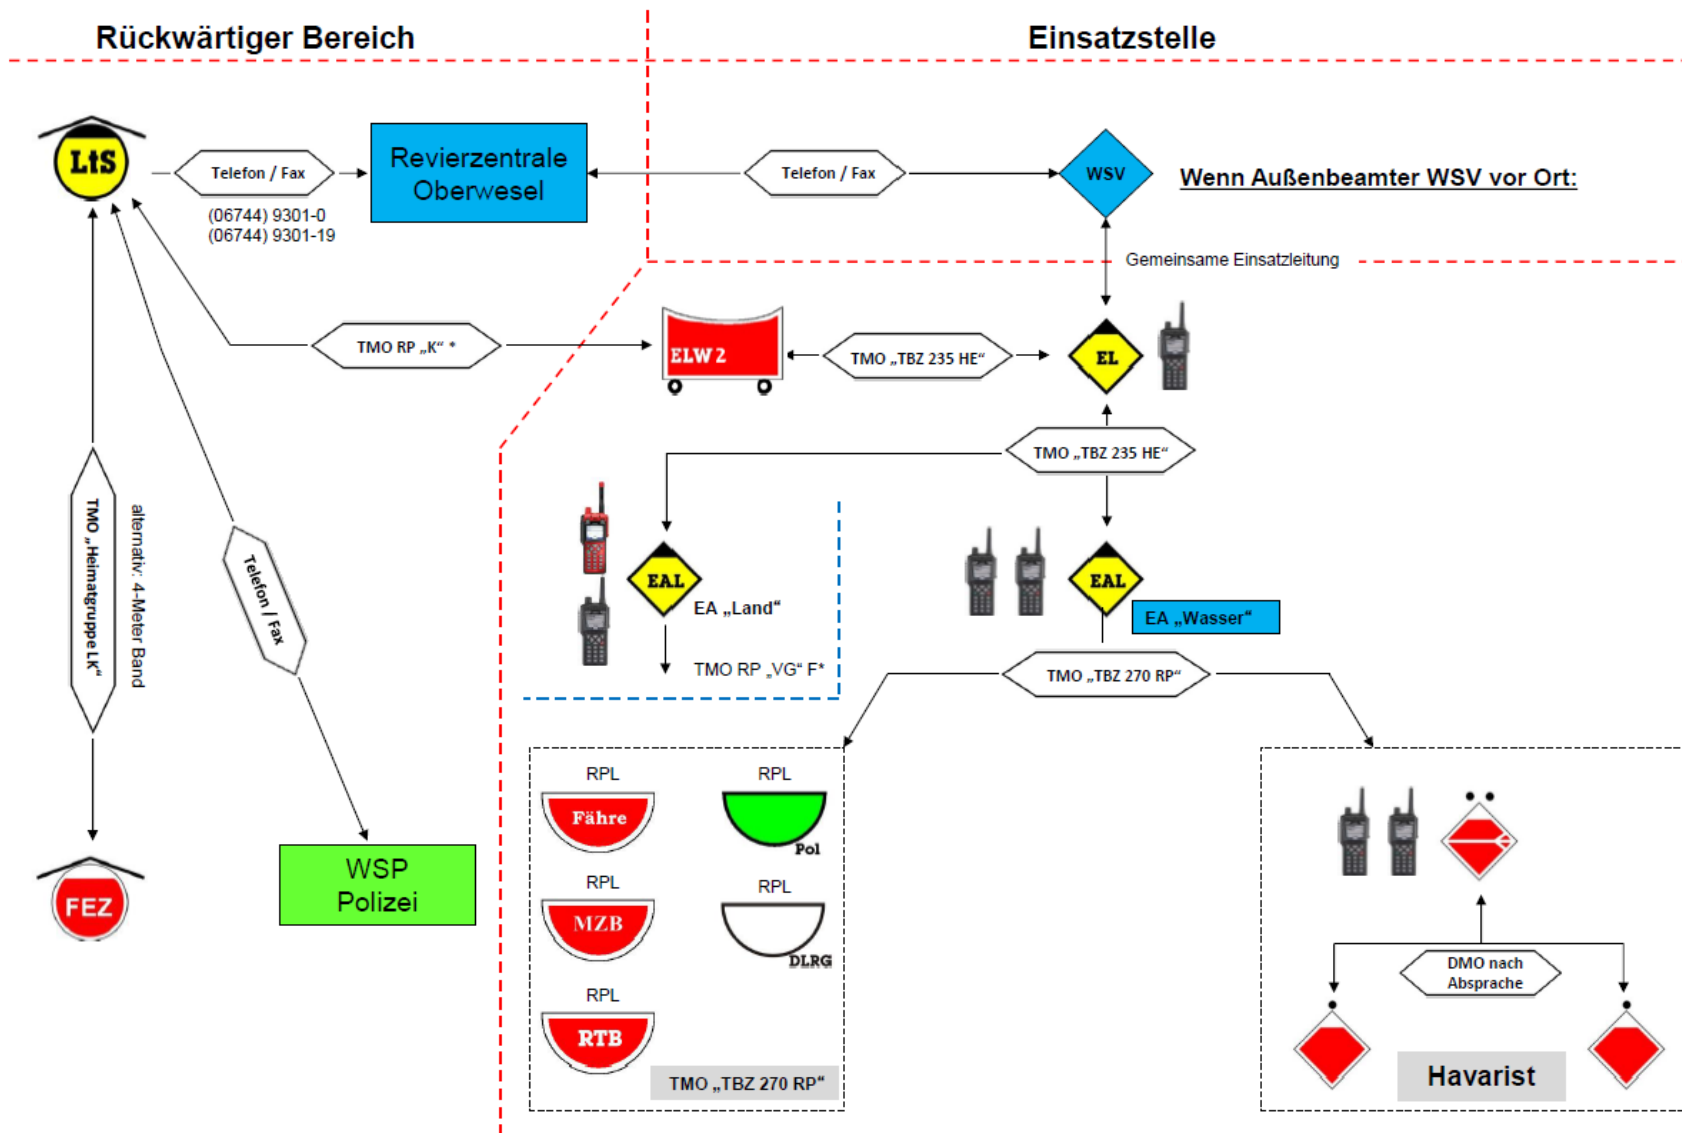 Rückwärtiger Bereich
Einsatzstelle
LtS
Telefon / Fax
(06744) 9301-0
(06744) 9301-19
Revierzentrale
Oberwesel
Telefon / Fax
WSV
Wenn Außenbeamter WSV vor Ort:
Gemeinsame Einsatzleitung
TMO RP „K“ *
ELW 2
TMO „TBZ 235 HE“
EL
TMO „TBZ 235 HE“
TMO „Heimatgruppe LK“
alternativ: 4-Meter Band
Telefon / Fax
EAL
EA „Land“
TMO RP „VG“ F*
EAL
EA „Wasser“
TMO „TBZ 270 RP“
FEZ
WSP
Polizei
RPL
Fähre
RPL
Pol
RPL
MZB
RPL
DLRG
RPL
RTB
TMO „TBZ 270 RP“
DMO nach
Absprache
Havarist